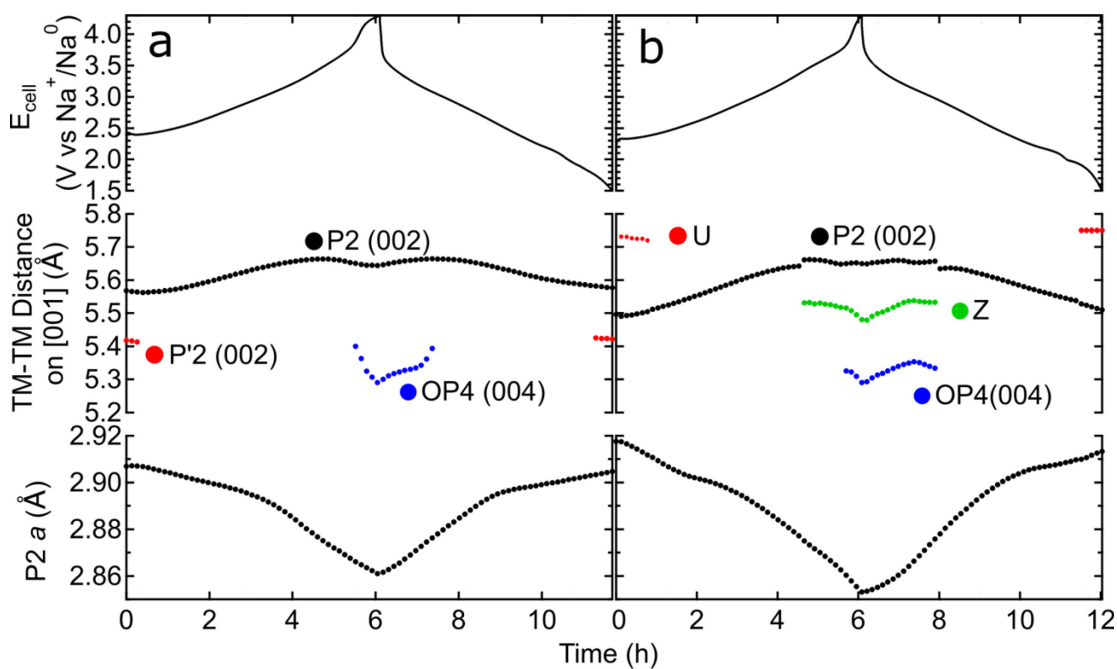 a
b
E_cell
(V vs Na⁺/Na⁰)
4.0
3.5
3.0
2.5
2.0
1.5
TM-TM Distance
on [001] (Å)
5.8
5.7
5.6
5.5
5.4
5.3
5.2
P2 (002)
P'2 (002)
OP4 (004)
U
P2 (002)
Z
OP4(004)
P2 a (Å)
2.92
2.90
2.88
2.86
0
2
4
6
8
10
0
2
4
6
8
10
12
Time (h)